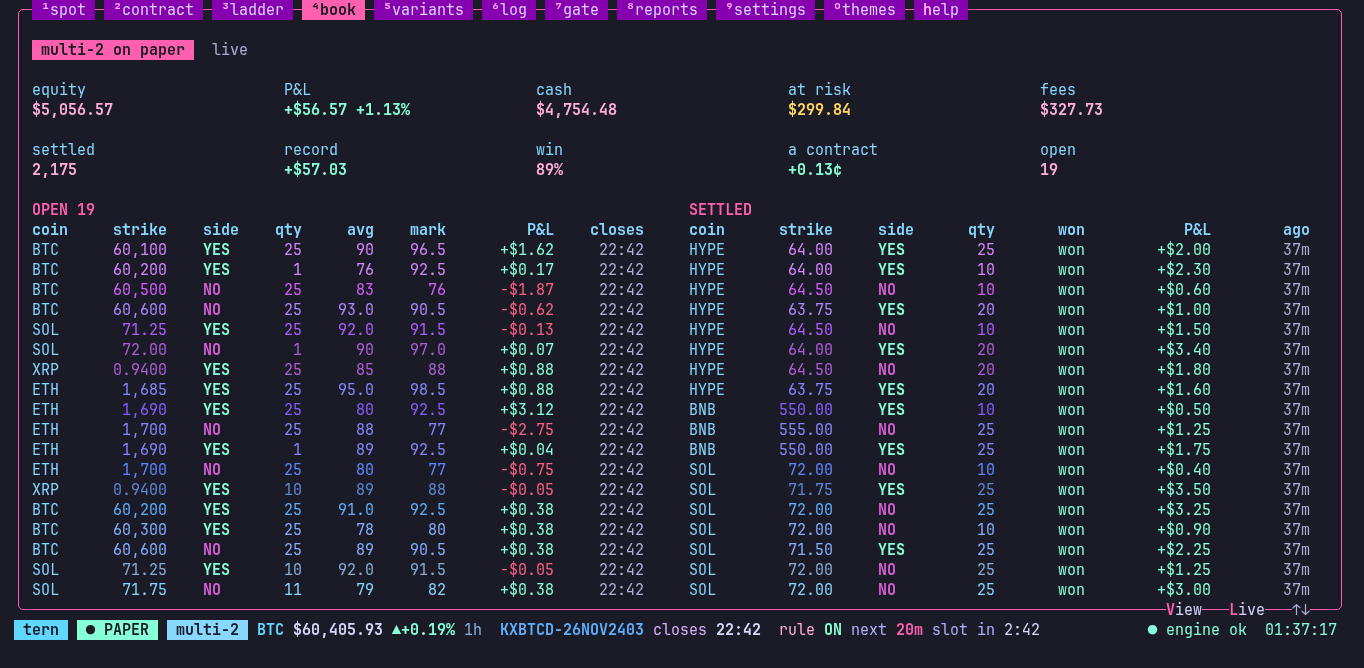 ¹spot ²contract ³ladder ⁴book ⁵variants ⁶log ⁷gate ⁸reports ⁹settings ⁰themes help
multi-2 on paper live
equity P&L cash at risk fees
$5,056.57 +$56.57 +1.13% $4,754.48 $299.84 $327.73
settled record win a contract open
2,175 +$57.03 89% +0.13¢ 19
OPEN 19 SETTLED
coin strike side qty avg mark P&L closes coin strike side qty won P&L ago
BTC 60,100 YES 25 90 96.5 +$1.62 22:42 HYPE 64.00 YES 25 won +$2.00 37m
BTC 60,200 YES 1 76 92.5 +$0.17 22:42 HYPE 64.00 YES 10 won +$2.30 37m
BTC 60,500 NO 25 83 76 -$1.87 22:42 HYPE 64.50 NO 10 won +$0.60 37m
BTC 60,600 NO 25 93.0 90.5 -$0.62 22:42 HYPE 63.75 YES 20 won +$1.00 37m
SOL 71.25 YES 25 92.0 91.5 -$0.13 22:42 HYPE 64.50 NO 10 won +$1.50 37m
SOL 72.00 NO 1 90 97.0 +$0.07 22:42 HYPE 64.00 YES 20 won +$3.40 37m
XRP 0.9400 YES 25 85 88 +$0.88 22:42 HYPE 64.50 NO 20 won +$1.80 37m
ETH 1,685 YES 25 95.0 98.5 +$0.88 22:42 HYPE 63.75 YES 20 won +$1.60 37m
ETH 1,690 YES 25 80 92.5 +$3.12 22:42 BNB 550.00 YES 10 won +$0.50 37m
ETH 1,700 NO 25 88 77 -$2.75 22:42 BNB 555.00 NO 25 won +$1.25 37m
ETH 1,690 YES 1 89 92.5 +$0.04 22:42 BNB 550.00 YES 25 won +$1.75 37m
ETH 1,700 NO 25 80 77 -$0.75 22:42 SOL 72.00 NO 10 won +$0.40 37m
XRP 0.9400 YES 10 89 88 -$0.05 22:42 SOL 71.75 YES 25 won +$3.50 37m
BTC 60,200 YES 25 91.0 92.5 +$0.38 22:42 SOL 72.00 NO 25 won +$3.25 37m
BTC 60,300 YES 25 78 80 +$0.38 22:42 SOL 72.00 NO 10 won +$0.90 37m
BTC 60,600 NO 25 89 90.5 +$0.38 22:42 SOL 71.50 YES 25 won +$2.25 37m
SOL 71.25 YES 10 92.0 91.5 -$0.05 22:42 SOL 72.00 NO 25 won +$1.25 37m
SOL 71.75 NO 11 79 82 +$0.38 22:42 SOL 72.00 NO 25 won +$3.00 37m
View Live ↑↓
tern ● PAPER multi-2 BTC $60,405.93 ▲+0.19% 1h KXBTCD-26NOV2403 closes 22:42 rule ON next 20m slot in 2:42 ● engine ok 01:37:17